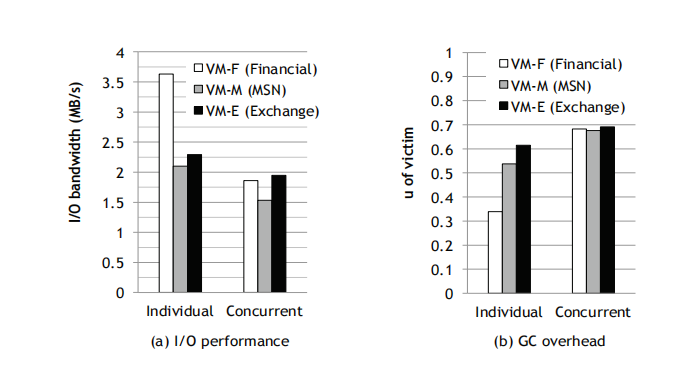 I/O bandwidth (MB/s)
4
3.5
3
2.5
2
1.5
1
0.5
0
VM-F (Financial)
VM-M (MSN)
VM-E (Exchange)
Individual Concurrent
(a) I/O performance
u of victim
1
0.9
0.8
0.7
0.6
0.5
0.4
0.3
0.2
0.1
0
VM-F (Financial)
VM-M (MSN)
VM-E (Exchange)
Individual Concurrent
(b) GC overhead